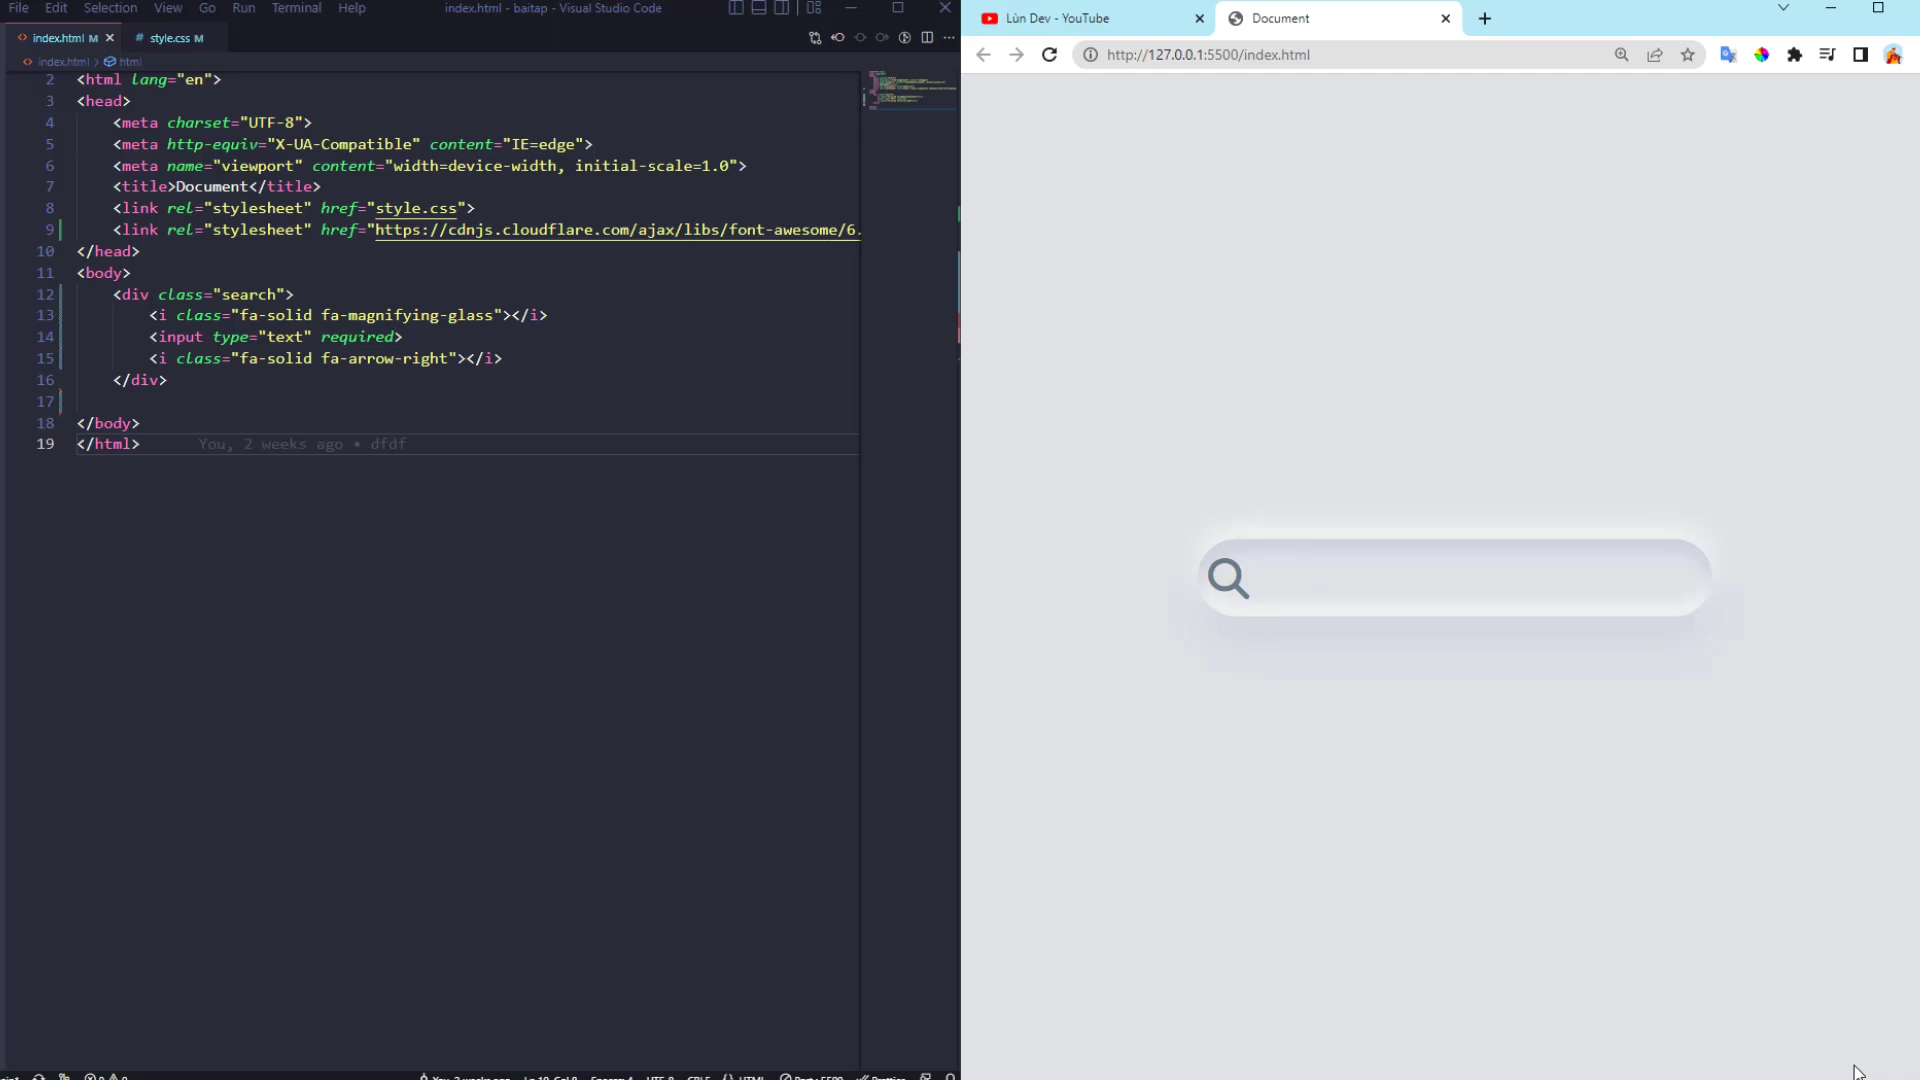 File Edit Selection View Go Run Terminal Help index.html - baitap - Visual Studio Code
index.html M style.css M
index.html > html
2 <html lang="en">
3 <head>
4 <meta charset="UTF-8">
5 <meta http-equiv="X-UA-Compatible" content="IE=edge">
6 <meta name="viewport" content="width=device-width, initial-scale=1.0">
7 <title>Document</title>
8 <link rel="stylesheet" href="style.css">
9 <link rel="stylesheet" href="https://cdnjs.cloudflare.com/ajax/libs/font-awesome/6.
10 </head>
11 <body>
12 <div class="search">
13 <i class="fa-solid fa-magnifying-glass"></i>
14 <input type="text" required>
15 <i class="fa-solid fa-arrow-right"></i>
16 </div>
17
18 </body>
19 </html> You, 2 weeks ago • dfdf
Lùn Dev - YouTube Document
http://127.0.0.1:5500/index.html